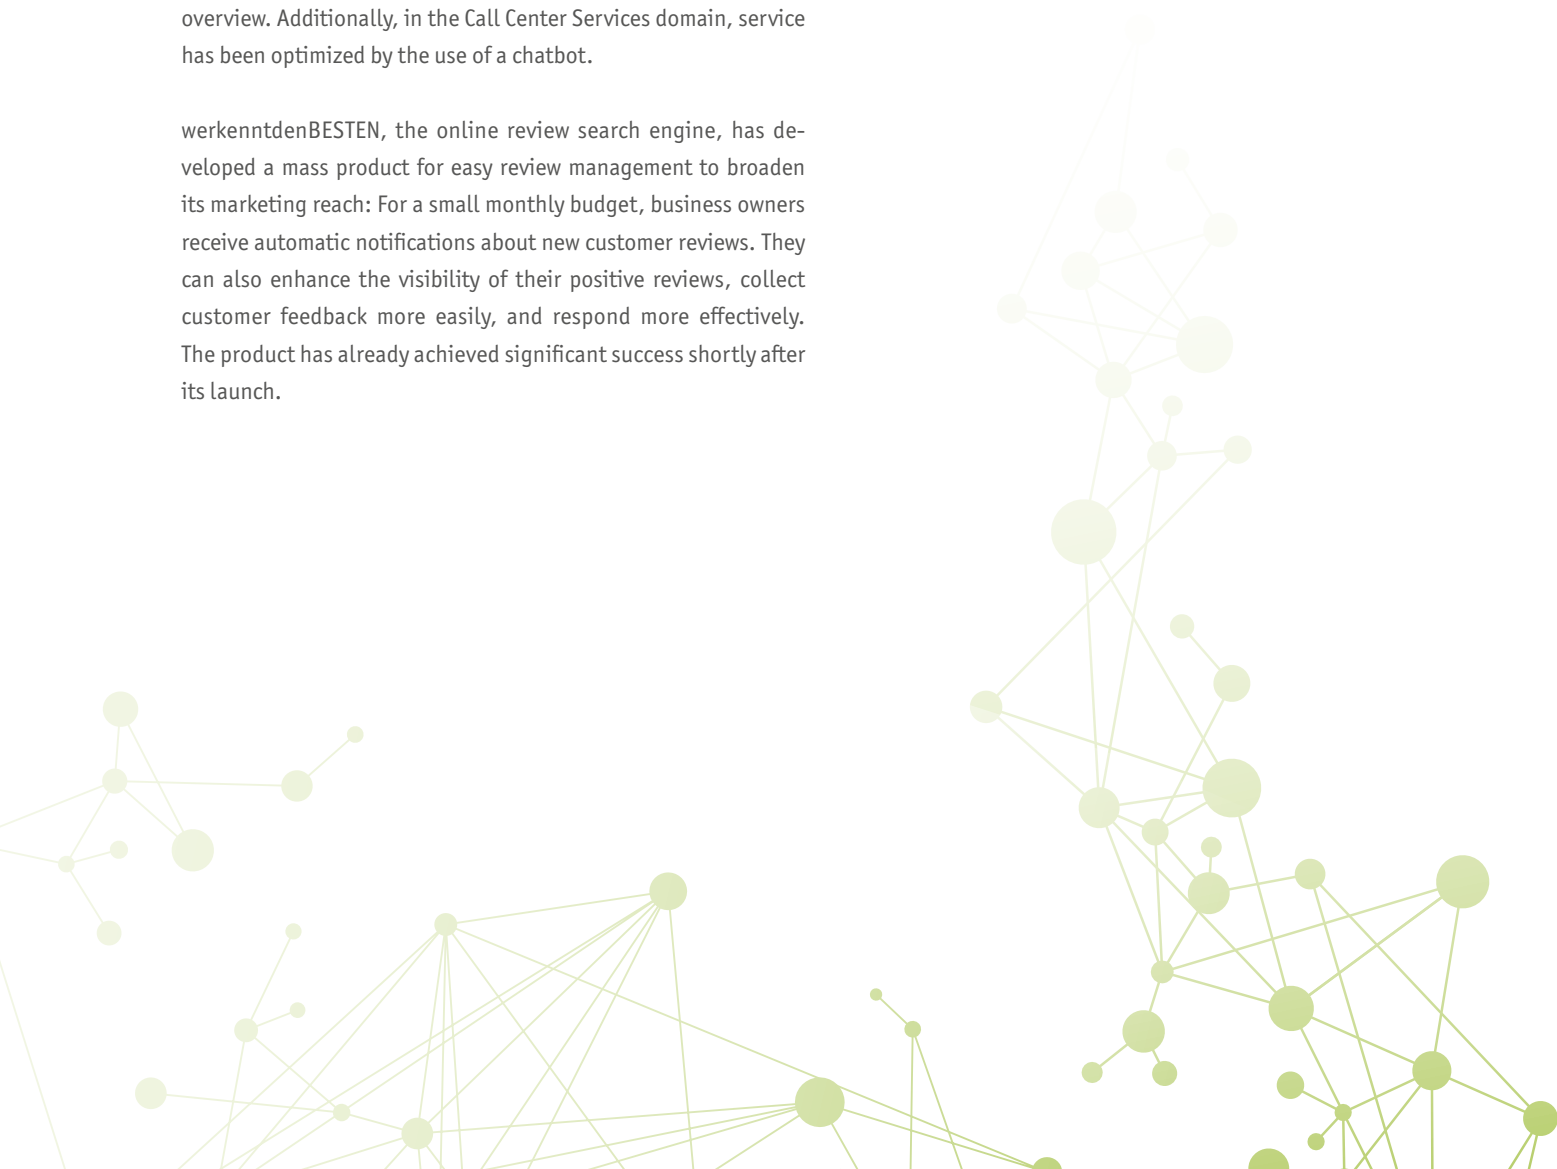 overview. Additionally, in the Call Center Services domain, service
has been optimized by the use of a chatbot.
werkenntdenBESTEN, the online review search engine, has de-
veloped a mass product for easy review management to broaden
its marketing reach: For a small monthly budget, business owners
receive automatic notifications about new customer reviews. They
can also enhance the visibility of their positive reviews, collect
customer feedback more easily, and respond more effectively.
The product has already achieved significant success shortly after
its launch.